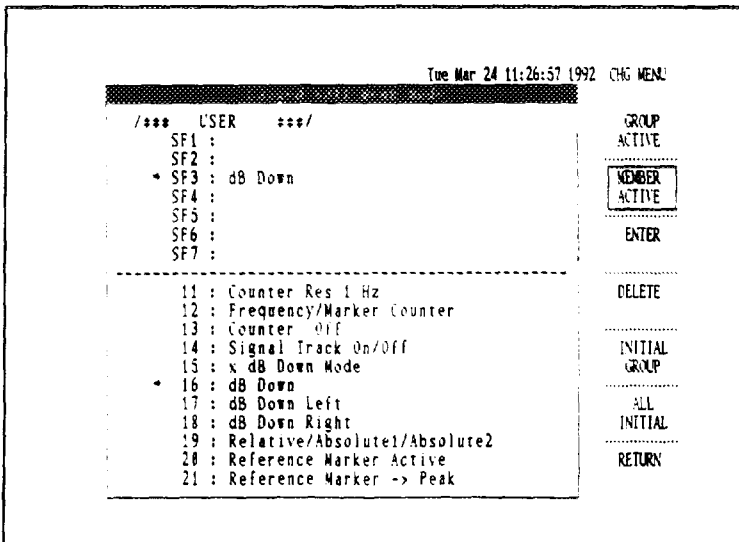 Tue Mar 24 11:26:57 1992 CHG MENU
/*** USER ***/
SF1 :
SF2 :
SF3 : dB Down
SF4 :
SF5 :
SF6 :
SF7 :
11 : Counter Res 1 Hz
12 : Frequency/Marker Counter
13 : Counter Off
14 : Signal Track On/Off
15 : x dB Down Mode
16 : dB Down
17 : dB Down Left
18 : dB Down Right
19 : Relative/Absolute1/Absolute2
20 : Reference Marker Active
21 : Reference Marker -> Peak
GROUP
ACTIVE
MEMBER
ACTIVE
ENTER
DELETE
INITIAL
GROUP
ALL
INITIAL
RETURN